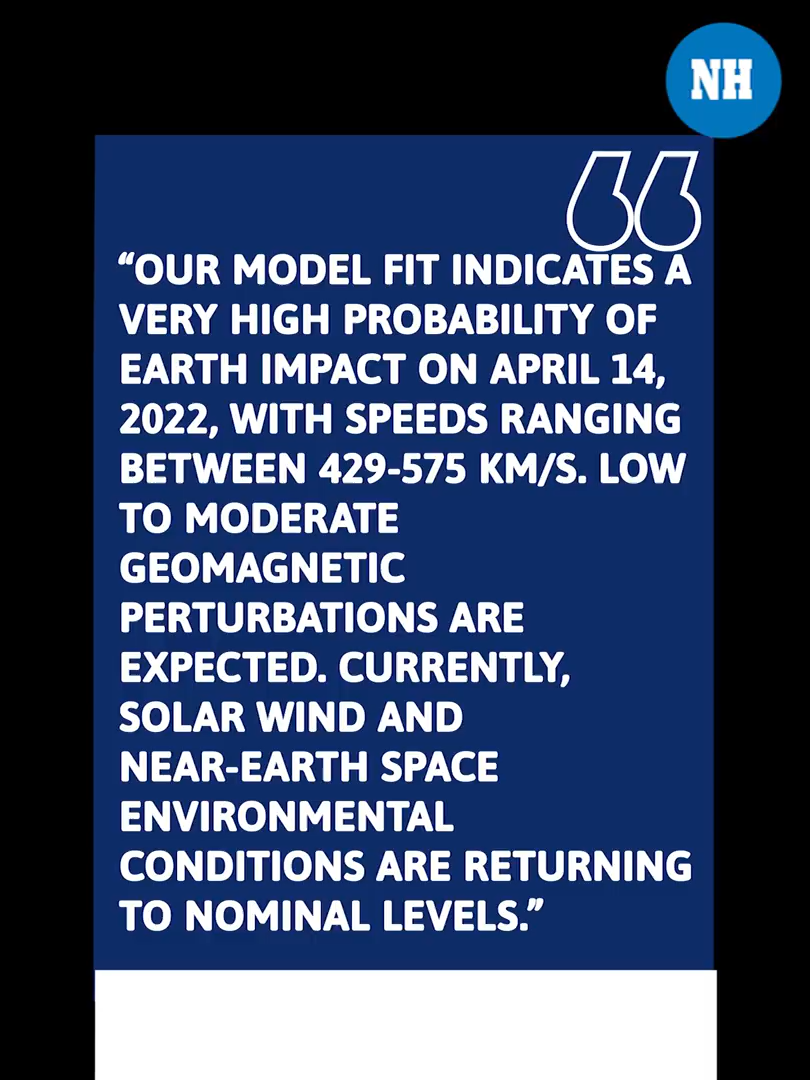 NH
“OUR MODEL FIT INDICATES A
VERY HIGH PROBABILITY OF
EARTH IMPACT ON APRIL 14,
2022, WITH SPEEDS RANGING
BETWEEN 429-575 KM/S. LOW
TO MODERATE
GEOMAGNETIC
PERTURBATIONS ARE
EXPECTED. CURRENTLY,
SOLAR WIND AND
NEAR-EARTH SPACE
ENVIRONMENTAL
CONDITIONS ARE RETURNING
TO NOMINAL LEVELS.”